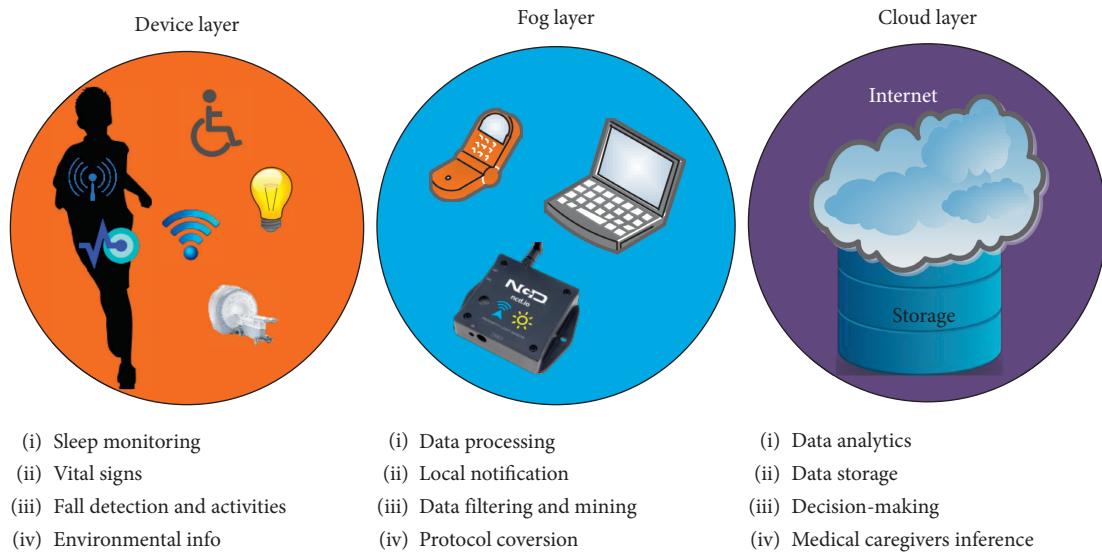 Device layer
Fog layer
Cloud layer
Internet
NCD
ncd.io
Storage
(i) Sleep monitoring
(ii) Vital signs
(iii) Fall detection and activities
(iv) Environmental info
(i) Data processing
(ii) Local notification
(iii) Data filtering and mining
(iv) Protocol coversion
(i) Data analytics
(ii) Data storage
(iii) Decision-making
(iv) Medical caregivers inference